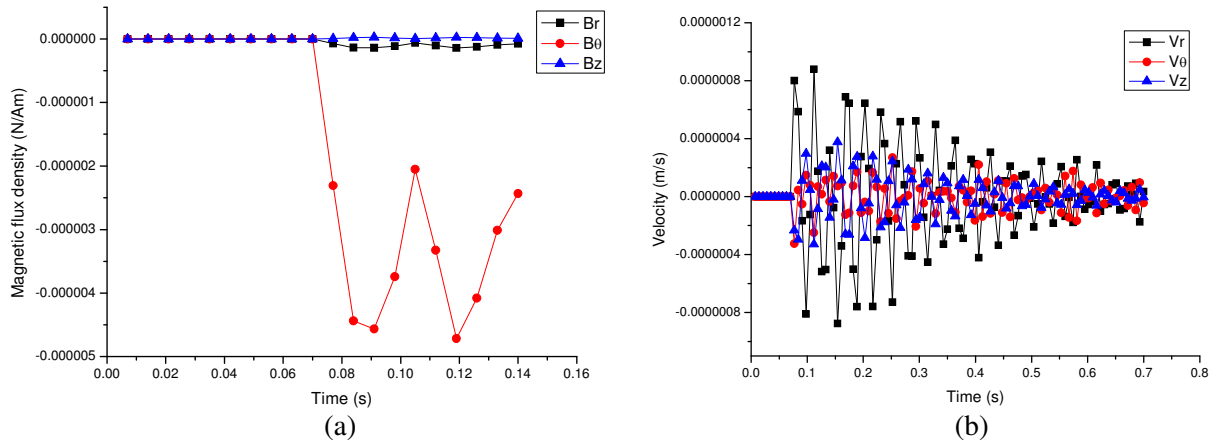 0.000000
-0.000001
-0.000002
-0.000003
-0.000004
-0.000005
Magnetic flux density (N/Am)
0.00 0.02 0.04 0.06 0.08 0.10 0.12 0.14 0.16
Time (s)
Br
Bθ
Bz
(a)
0.0000012
0.0000008
0.0000004
0.0000000
-0.0000004
-0.0000008
Velocity (m/s)
0.0 0.1 0.2 0.3 0.4 0.5 0.6 0.7 0.8
Time (s)
Vr
Vθ
Vz
(b)